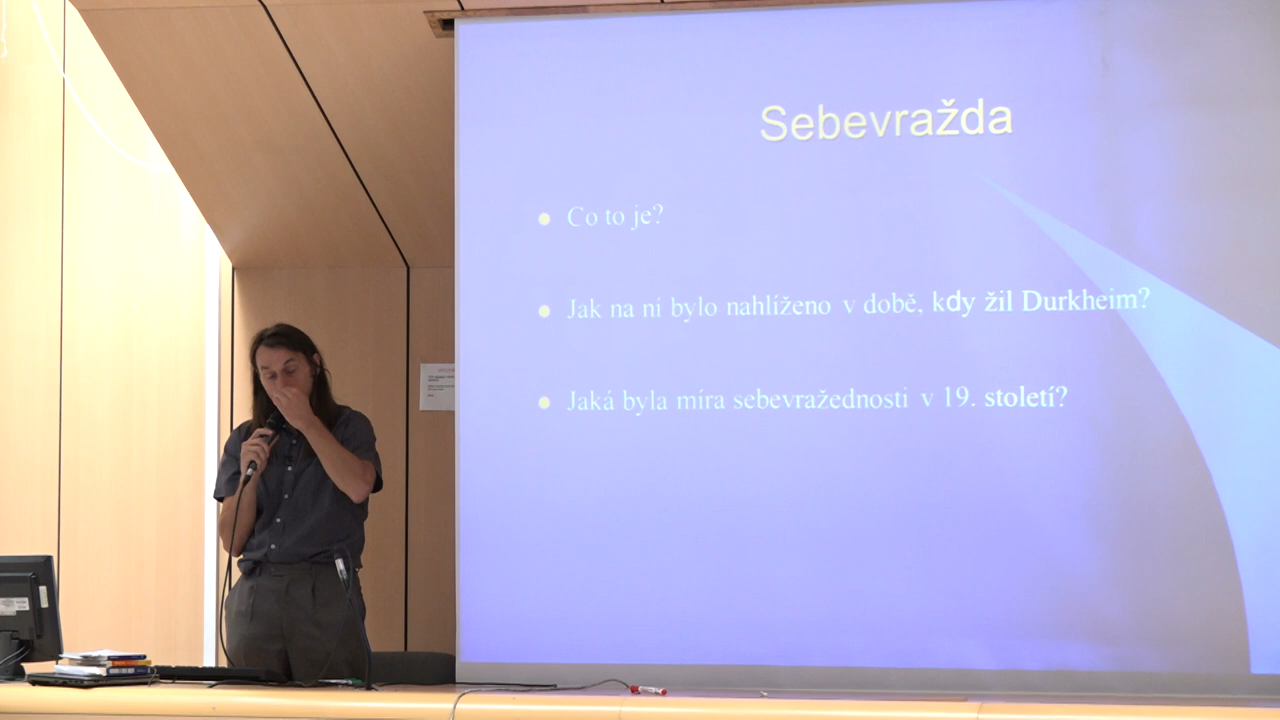 Sebevražda
Co to je?
Jak na ni bylo nahlíženo v době, kdy žil Durkheim?
Jaká byla míra sebevražednosti v 19. století?